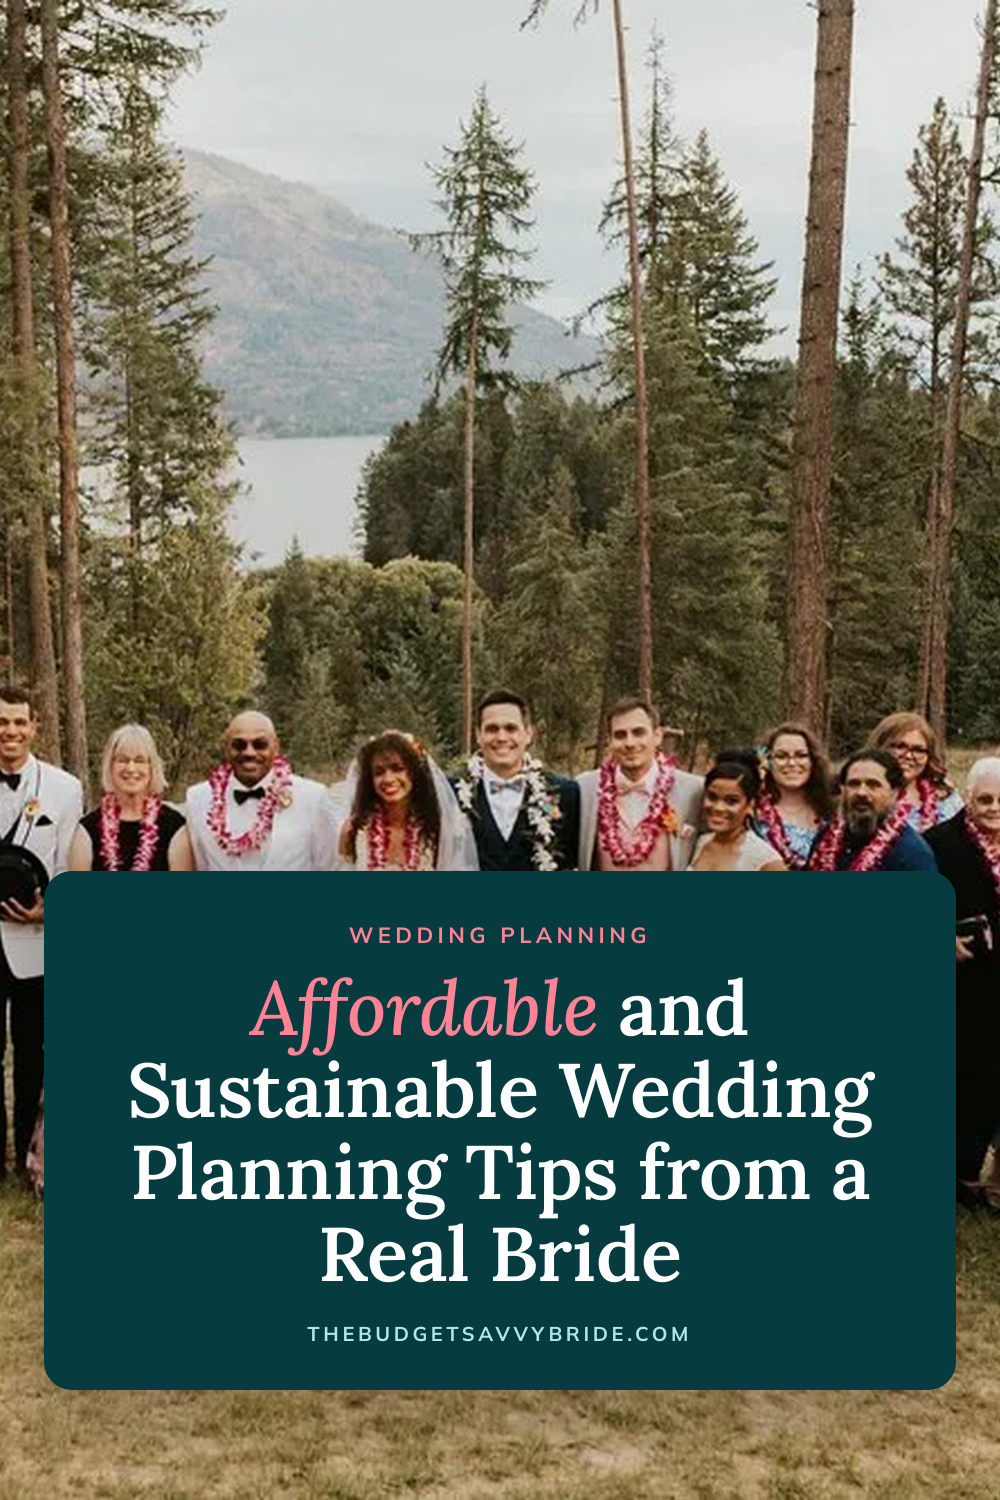 WEDDING PLANNING
Affordable and
Sustainable Wedding
Planning Tips from a
Real Bride
THEBUDGETSAVVYBRIDE.COM